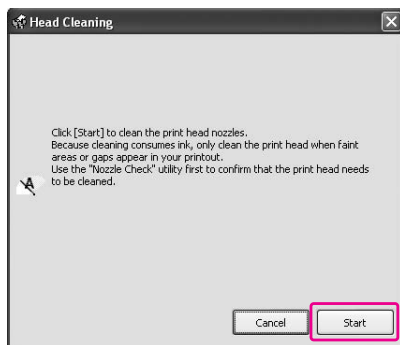 Head Cleaning
Click [Start] to clean the print head nozzles.
Because cleaning consumes ink, only clean the print head when faint
areas or gaps appear in your printout.
Use the "Nozzle Check" utility first to confirm that the print head needs
to be cleaned.
A
Cancel Start